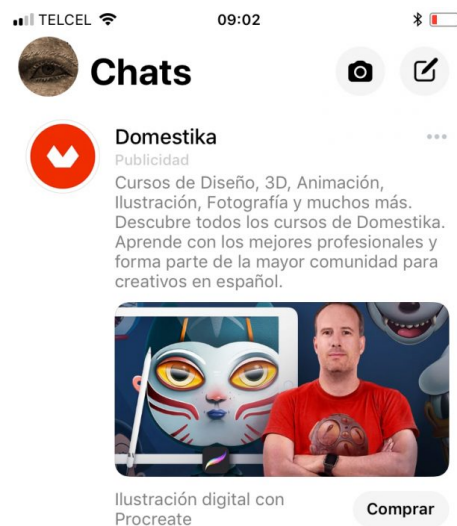 TELCEL
09:02
Chats
Domestika
Publicidad
Cursos de Diseño, 3D, Animación,
Ilustración, Fotografía y muchos más.
Descubre todos los cursos de Domestika.
Aprende con los mejores profesionales y
forma parte de la mayor comunidad para
creativos en español.
Ilustración digital con
Procreate
Comprar